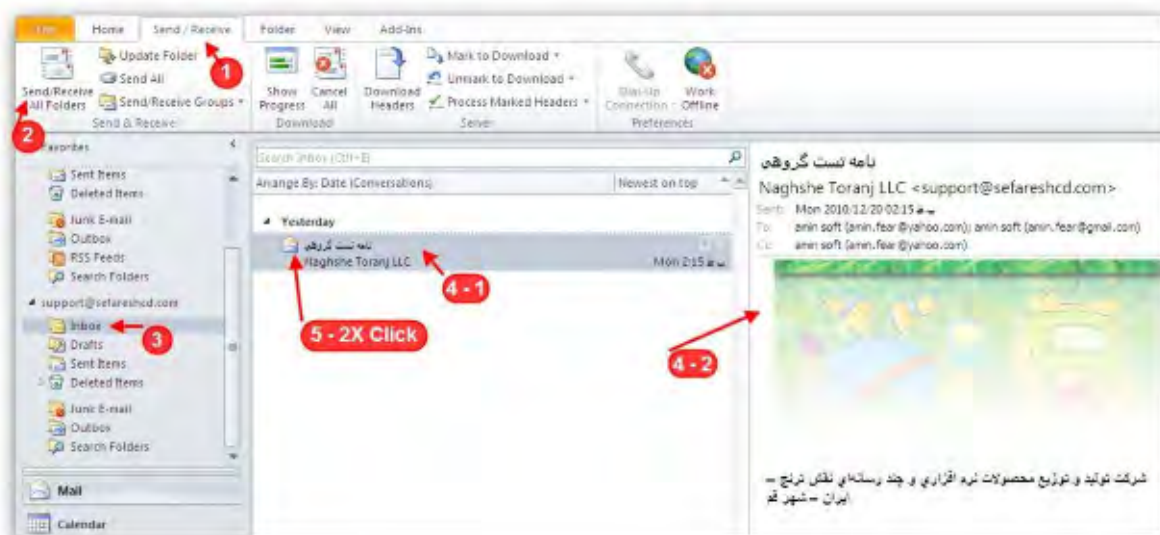 File Home Send / Receive Folder View Add-Ins
Update Folder
Send All
Send/Receive Groups
Send/Receive
All Folders
Send & Receive
Show
Progress
Cancel
All
Download
Download
Headers
Mark to Download
Unmark to Download
Process Marked Headers
Server
Dial-Up
Connection
Work
Offline
Preferences
1
2
Favorites
Sent Items
Deleted Items
Junk E-mail
Outbox
RSS Feeds
Search Folders
support@sefareshcd.com
Inbox
3
Drafts
Sent Items
Deleted Items
Junk E-mail
Outbox
Search Folders
Mail
Calendar
Search Inbox (Ctrl+E)
Arrange By: Date (Conversations) Newest on top
Yesterday
نامه تست گروهی
Naghshe Toranj LLC Mon 2:15 ب.ظ
4 - 1
5 - 2X Click
4 - 2
نامه تست گروهی
Naghshe Toranj LLC <support@sefareshcd.com>
Sent: Mon 2010/12/20 02:15 ب.ظ
To: amin soft (amin.fear@yahoo.com); amin soft (amin.fear@gmail.com)
Cc: amin soft (amin.fear@yahoo.com)
شرکت تولید و توزیع محصولات نرم افزاري و چند رسانه‌اي نقش ترنج –
ایران – شهر قم